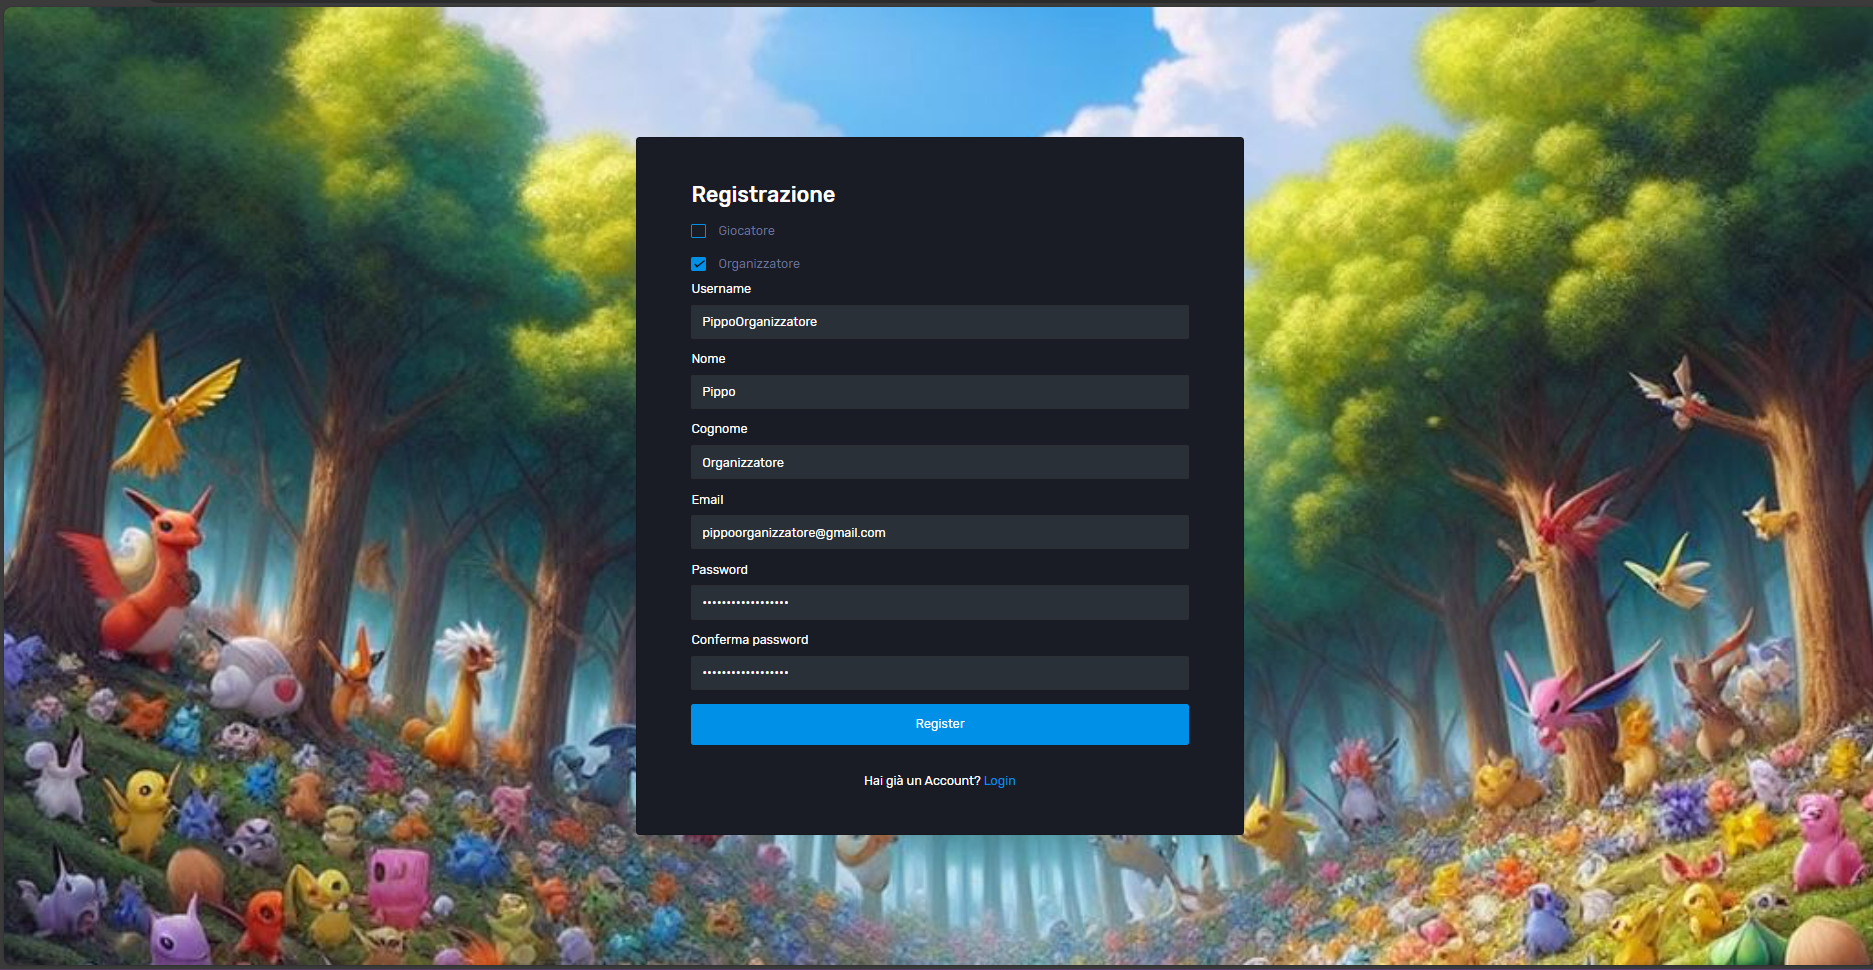 Registrazione
Giocatore
Organizzatore
Username
PippoOrganizzatore
Nome
Pippo
Cognome
Organizzatore
Email
pippoorganizzatore@gmail.com
Password
••••••••••••••••••
Conferma password
••••••••••••••••••
Register
Hai già un Account? Login